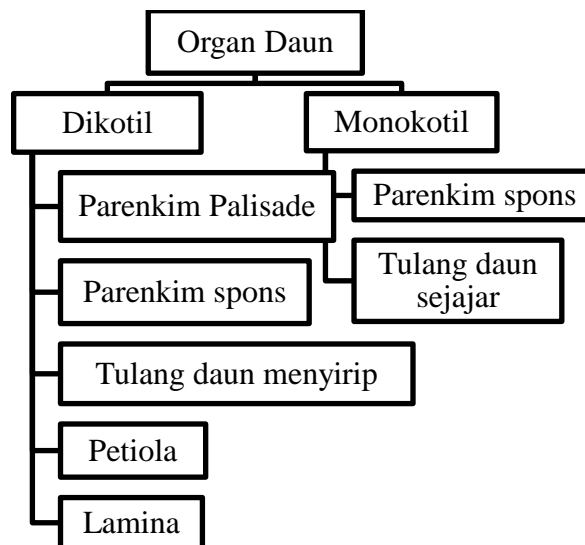 Organ Daun
Dikotil
Monokotil
Parenkim Palisade
Parenkim spons
Tulang daun menyirip
Petiola
Lamina
Parenkim spons
Tulang daun
sejajar